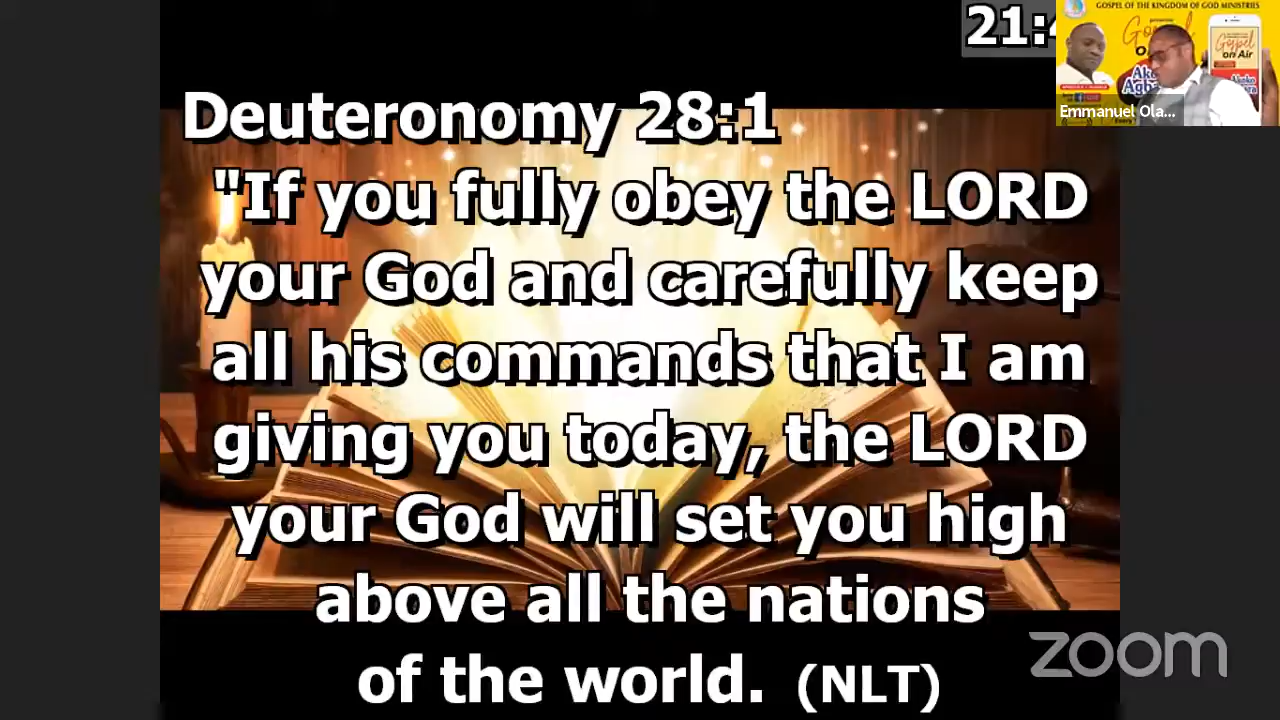 21:4
GOSPEL OF THE KINGDOM OF GOD MINISTRIES
Gospel
on Air
Emmanuel Ola...
Deuteronomy 28:1
"If you fully obey the LORD
your God and carefully keep
all his commands that I am
giving you today, the LORD
your God will set you high
above all the nations
of the world. (NLT)
zoom